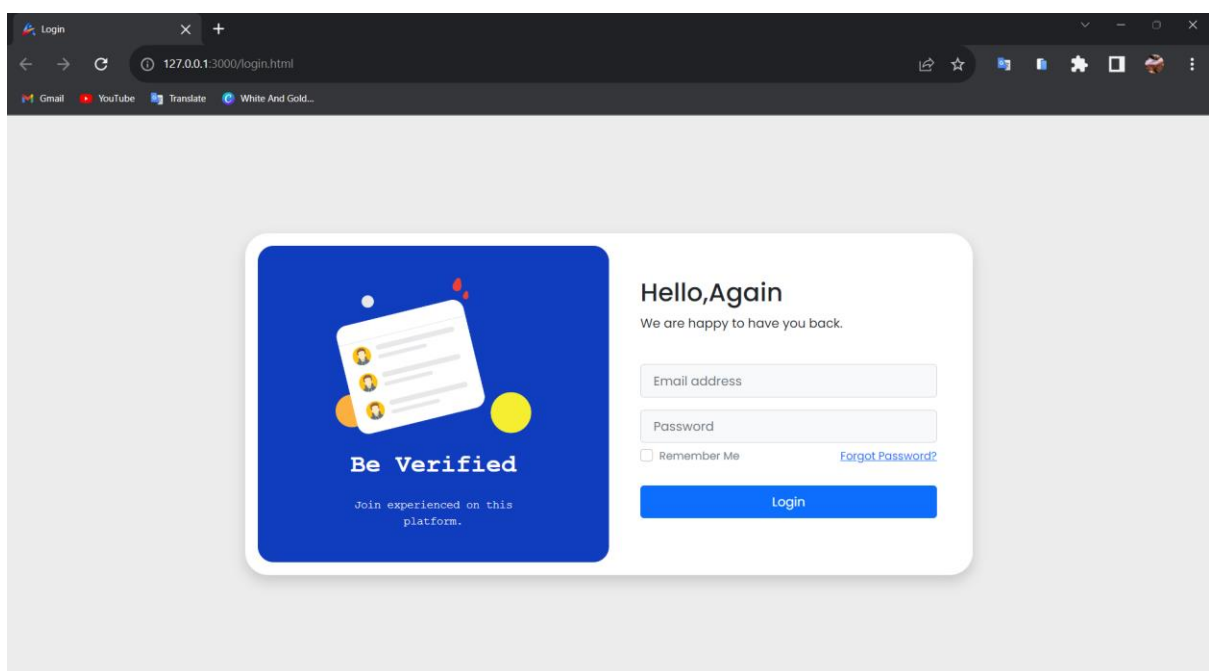 Login
127.0.0.1:3000/login.html
Gmail YouTube Translate White And Gold...
Hello,Again
We are happy to have you back.
Email address
Password
Remember Me Forgot Password?
Login
Be Verified
Join experienced on this
platform.